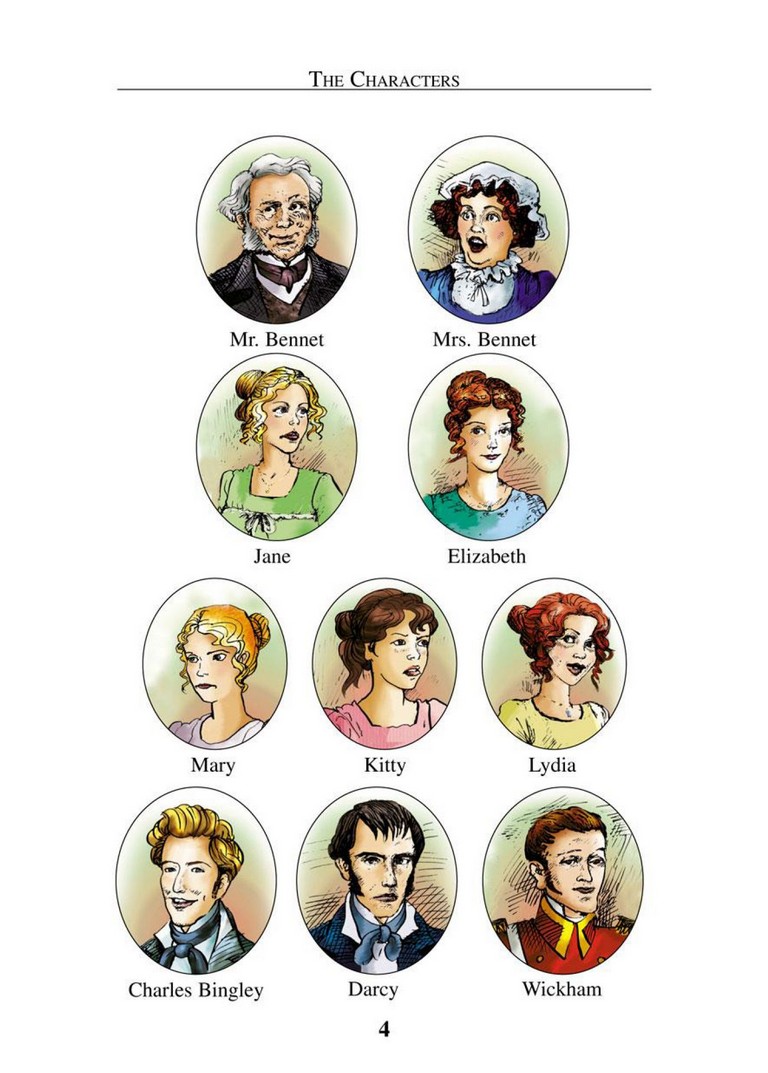 THE CHARACTERS
Mr. Bennet Mrs. Bennet
Jane Elizabeth
Mary Kitty Lydia
Charles Bingley Darcy Wickham
4